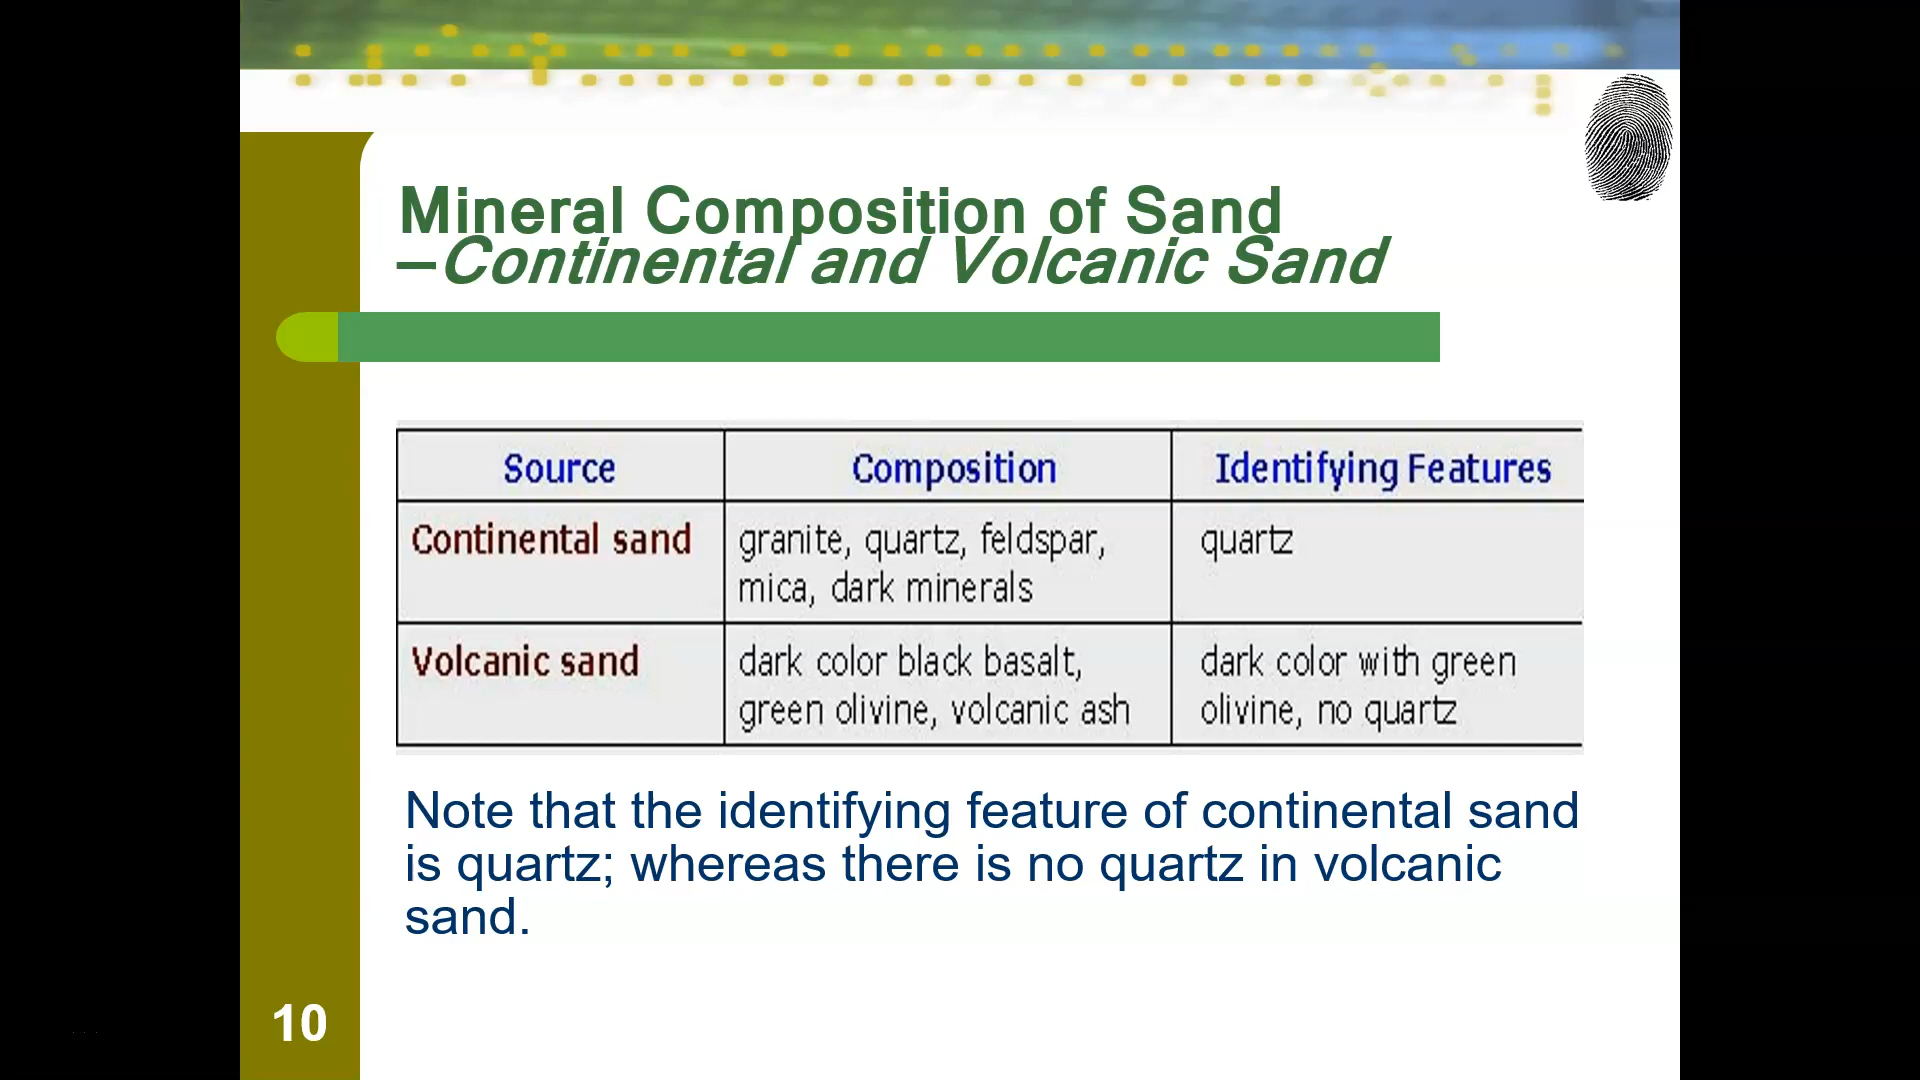 Mineral Composition of Sand
–Continental and Volcanic Sand
Source Composition Identifying Features
Continental sand granite, quartz, feldspar, quartz
mica, dark minerals
Volcanic sand dark color black basalt, dark color with green
green olivine, volcanic ash olivine, no quartz
Note that the identifying feature of continental sand
is quartz; whereas there is no quartz in volcanic
sand.
10